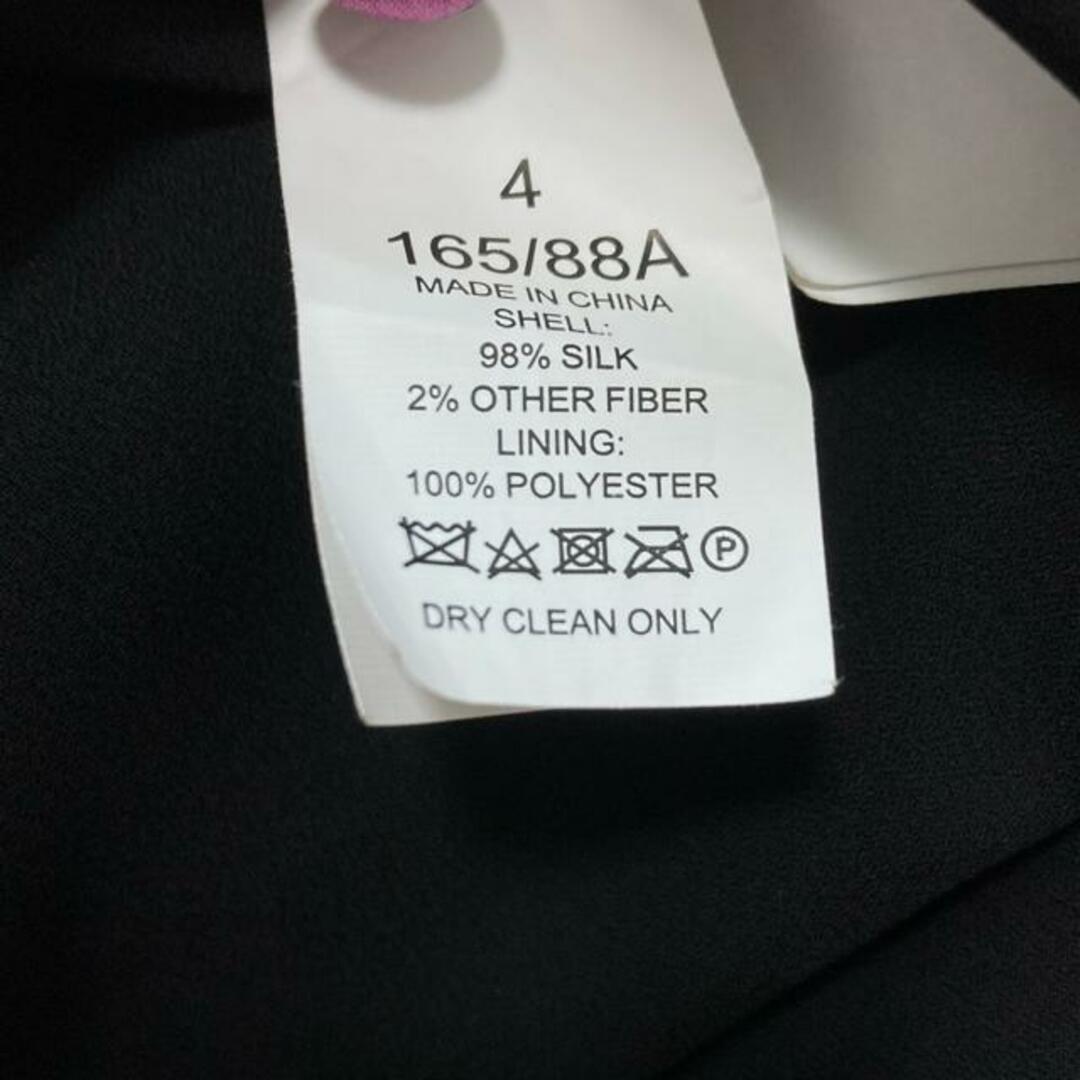 4
165/88A
MADE IN CHINA
SHELL:
98% SILK
2% OTHER FIBER
LINING:
100% POLYESTER
P
DRY CLEAN ONLY